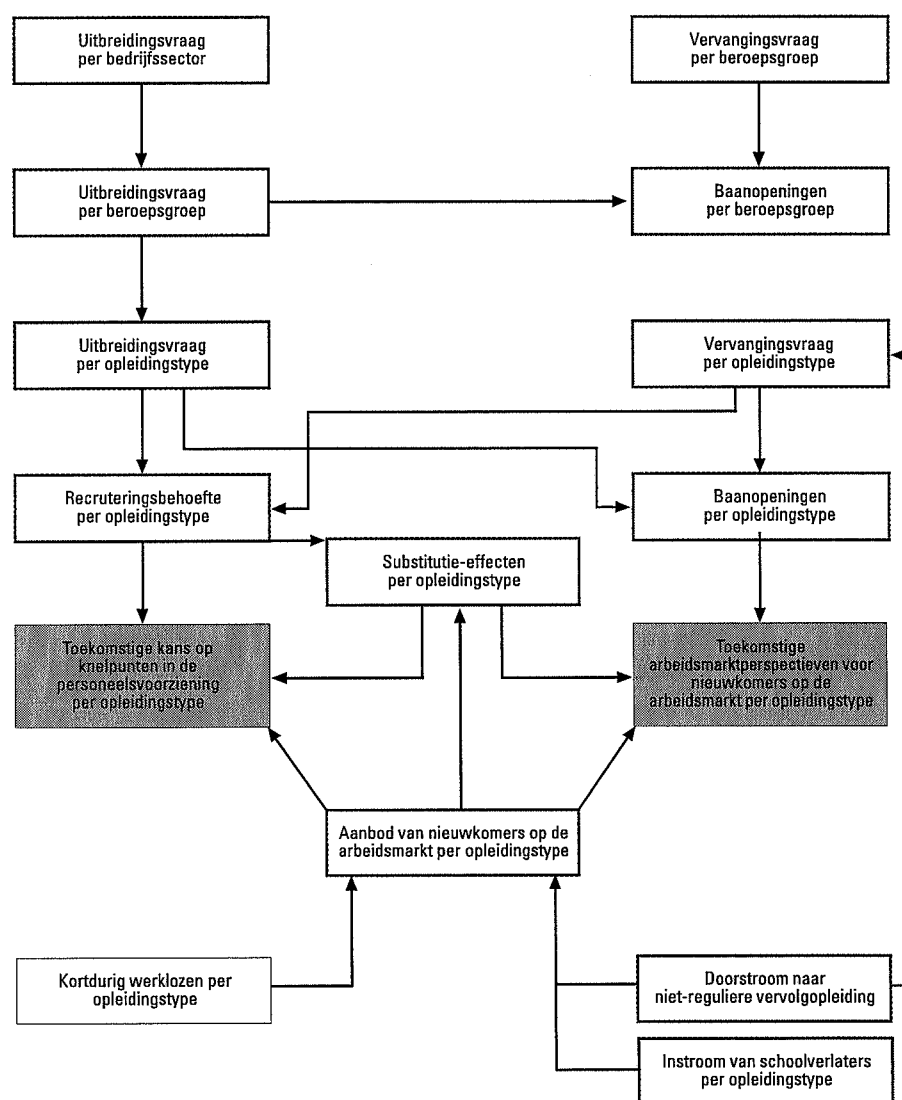 Uitbreidingsvraag
per bedrijfssector
Vervangingsvraag
per beroepsgroep
Uitbreidingsvraag
per beroepsgroep
Baanopeningen
per beroepsgroep
Uitbreidingsvraag
per opleidingstype
Vervangingsvraag
per opleidingstype
Recruteringsbehoefte
per opleidingstype
Baanopeningen
per opleidingstype
Substitutie-effecten
per opleidingstype
Toekomstige kans op
knelpunten in de
personeelsvoorziening
per opleidingstype
Toekomstige
arbeidsmarktperspectieven voor
nieuwkomers op de
arbeidsmarkt per opleidingstype
Aanbod van nieuwkomers op de
arbeidsmarkt per opleidingstype
Kortdurig werklozen per
opleidingstype
Doorstroom naar
niet-reguliere vervolgopleiding
Instroom van schoolverlaters
per opleidingstype